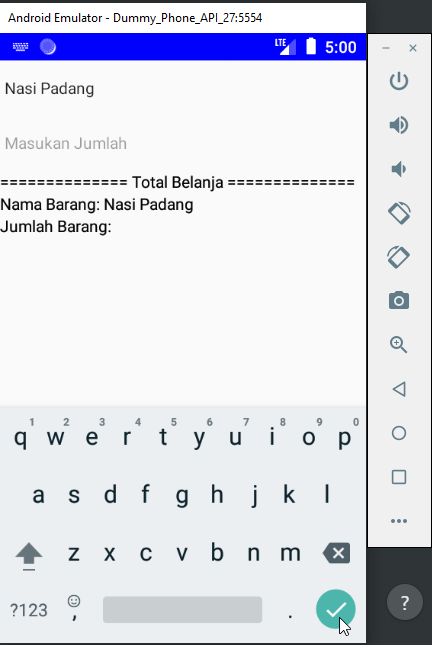 Android Emulator - Dummy_Phone_API_27:5554
LTE 5:00
Nasi Padang
Masukan Jumlah
============== Total Belanja ==============
Nama Barang: Nasi Padang
Jumlah Barang:
1 2 3 4 5 6 7 8 9 0
q w e r t y u i o p
a s d f g h j k l
z x c v b n m
?123 , .
?